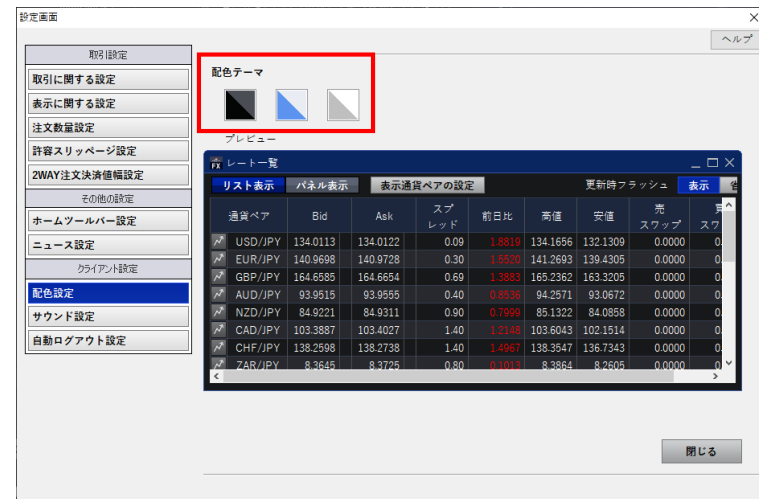 設定画面
ヘルプ
取引設定
取引に関する設定
表示に関する設定
注文数量設定
許容スリッページ設定
2WAY注文決済値幅設定
その他の設定
ホームツールバー設定
ニュース設定
クライアント設定
配色設定
サウンド設定
自動ログアウト設定
配色テーマ
プレビュー
FX レート一覧
リスト表示 パネル表示 表示通貨ペアの設定 更新時フラッシュ 表示
通貨ペア Bid Ask スプレッド 前日比 高値 安値 売スワップ
USD/JPY 134.0113 134.0122 0.09 1.8819 134.1656 132.1309 0.0000 0.
EUR/JPY 140.9698 140.9728 0.30 1.5520 141.2693 139.4305 0.0000 0.
GBP/JPY 164.6585 164.6654 0.69 1.3883 165.2362 163.3205 0.0000 0.
AUD/JPY 93.9515 93.9555 0.40 0.8536 94.2571 93.0672 0.0000 0.
NZD/JPY 84.9221 84.9311 0.90 0.7999 85.1322 84.0858 0.0000 0.
CAD/JPY 103.3887 103.4027 1.40 1.2148 103.6043 102.1514 0.0000 0.
CHF/JPY 138.2598 138.2738 1.40 1.4967 138.3547 136.7343 0.0000 0.
ZAR/JPY 8.3645 8.3725 0.80 0.1013 8.3864 8.2605 0.0000 0.
閉じる